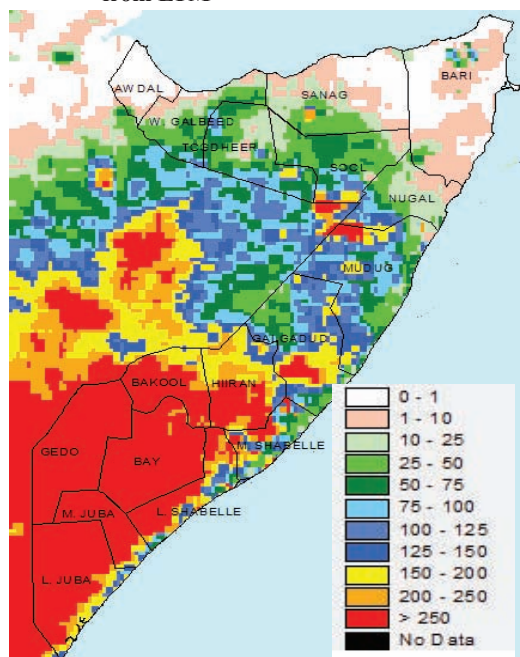 from LTM
BARI
AWDAL
SANAG
W. GALBEED
TOGDHEER
SOOL
NUGAL
MUDUG
GALGADUD
BAKOOL
HIIRAN
M. SHABELLE
GEDO
BAY
M. JUBA
L. SHABELLE
L. JUBA
0 - 1
1 - 10
10 - 25
25 - 50
50 - 75
75 - 100
100 - 125
125 - 150
150 - 200
200 - 250
> 250
No Data